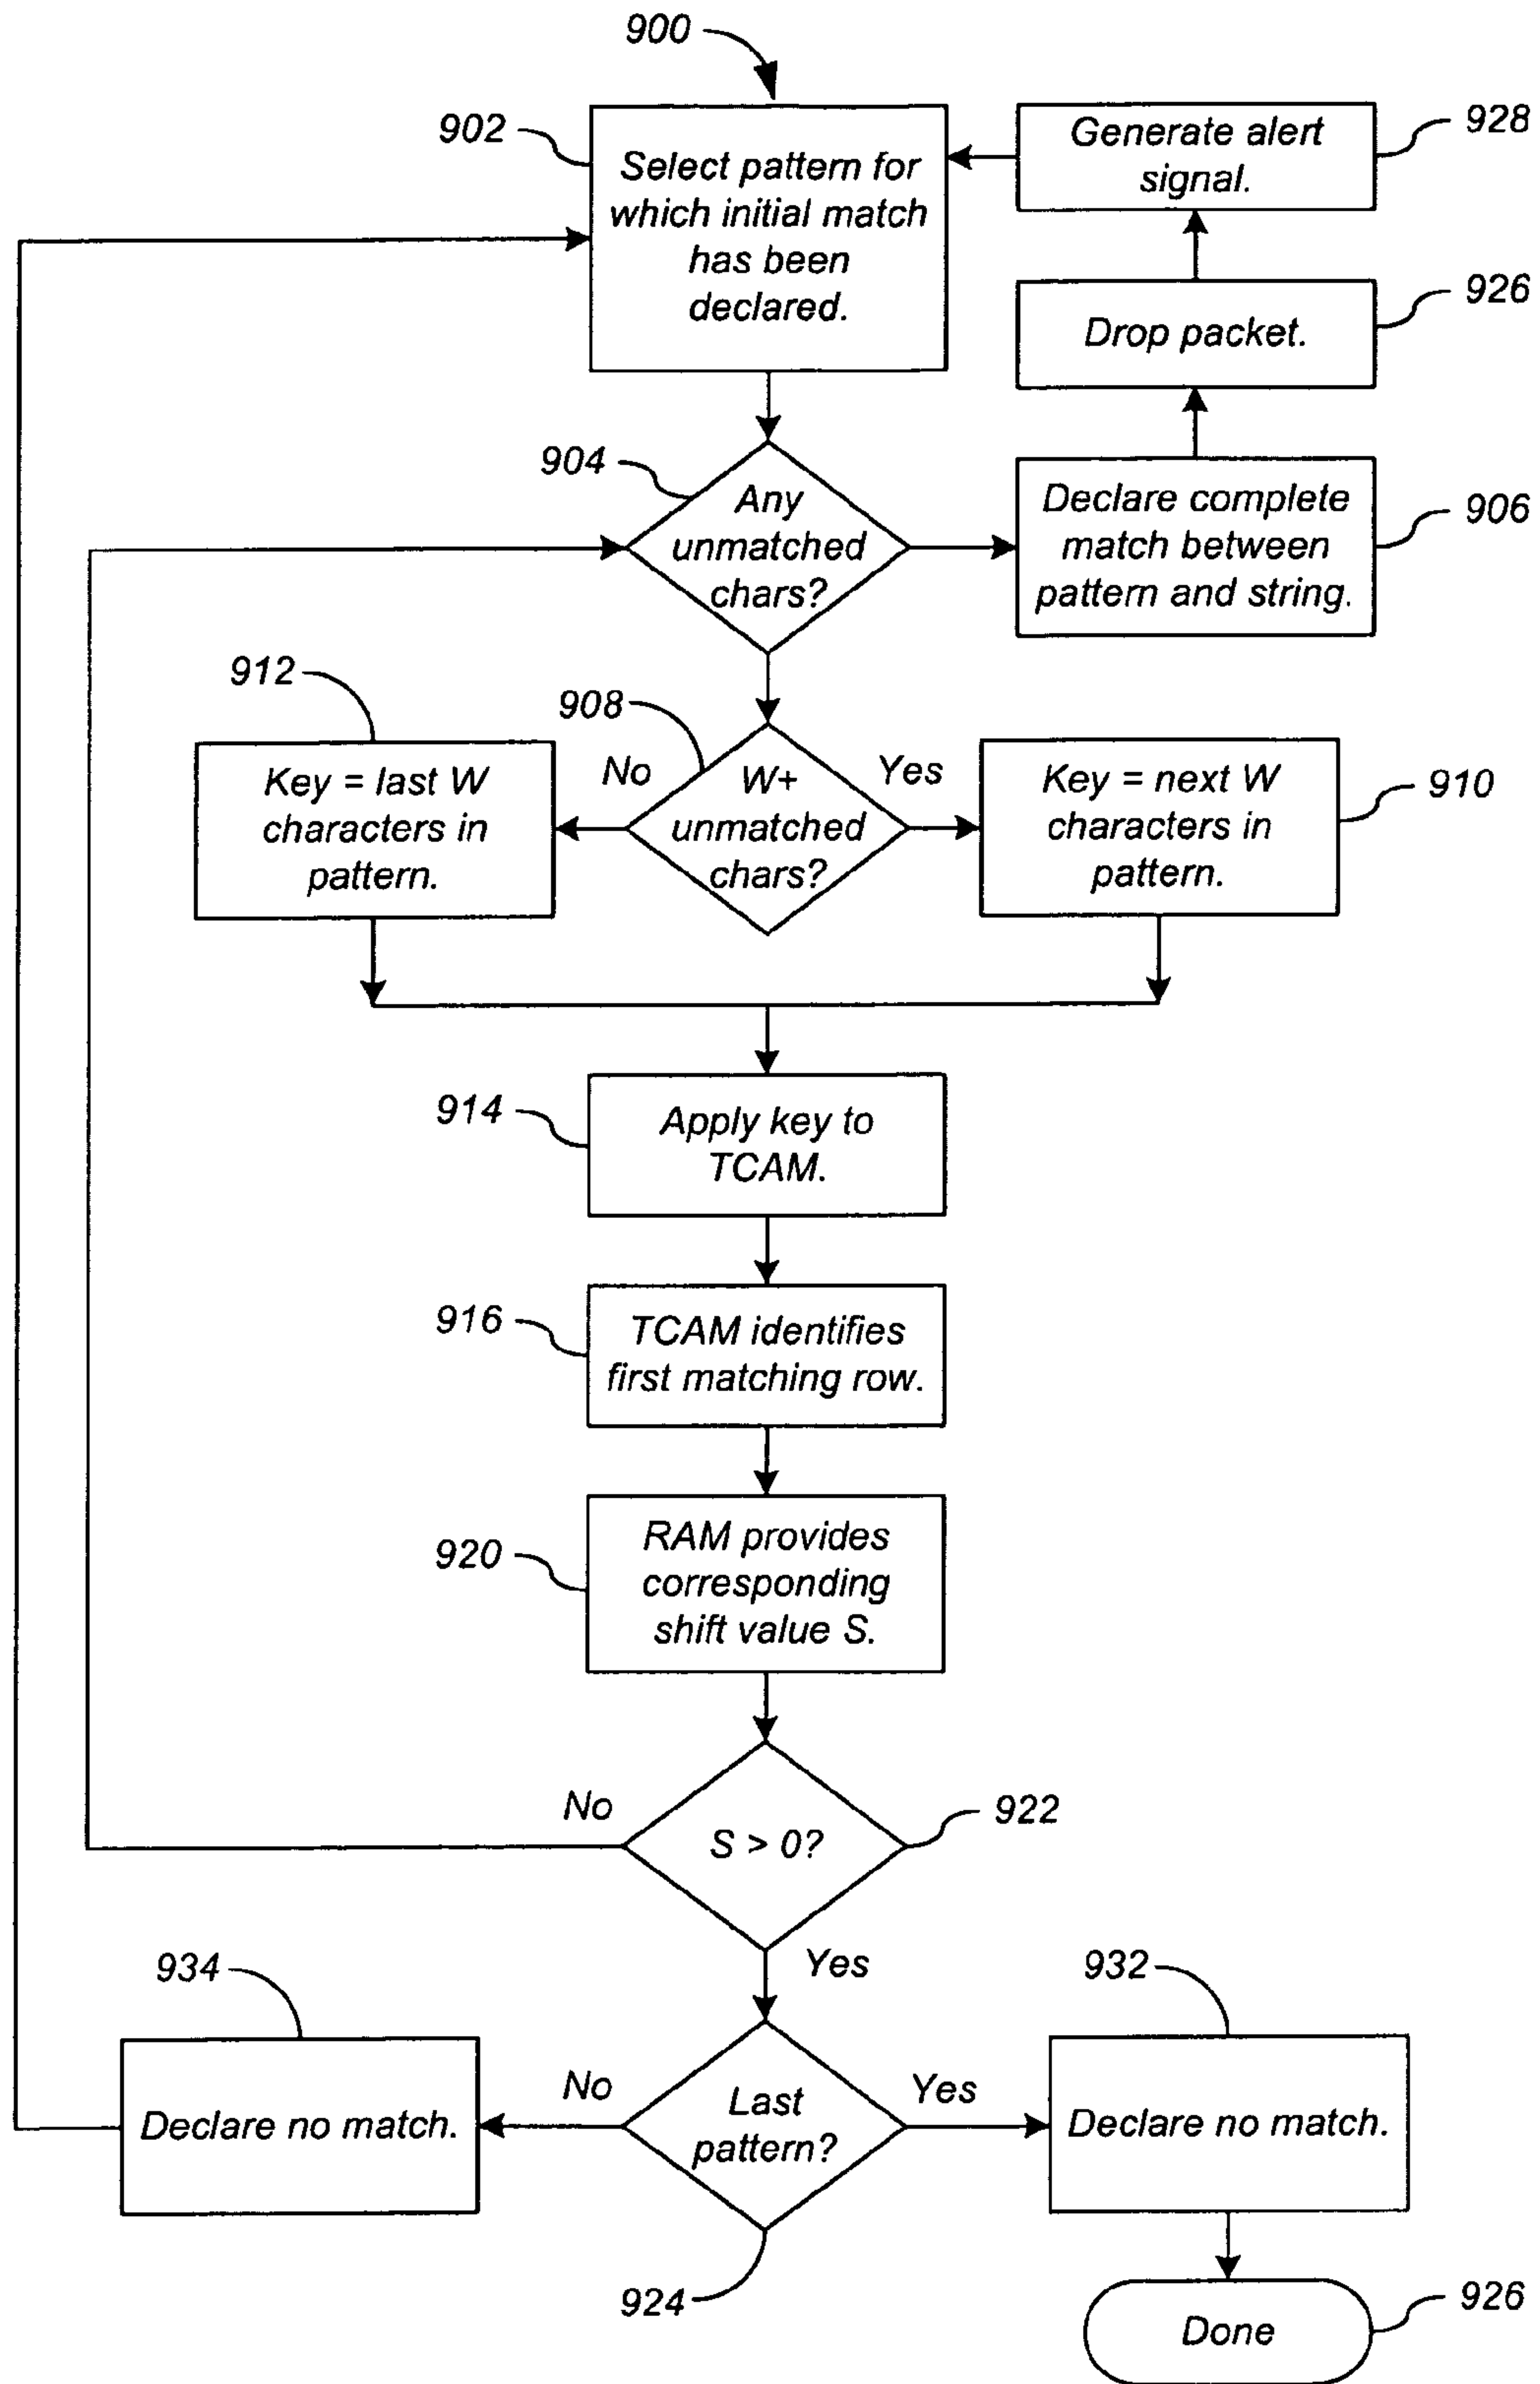 900
902
Select pattern for
which initial match
has been
declared.
Generate alert
signal.
928
Drop packet.
926
904
Any
unmatched
chars?
Declare complete
match between
pattern and string.
906
912
908
Key = last W
characters in
pattern.
No
W+
unmatched
chars?
Yes
Key = next W
characters in
pattern.
910
914
Apply key to
TCAM.
916
TCAM identifies
first matching row.
920
RAM provides
corresponding
shift value S.
No
S > 0?
922
Yes
934
932
Declare no match.
No
Last
pattern?
Yes
Declare no match.
924
Done
926